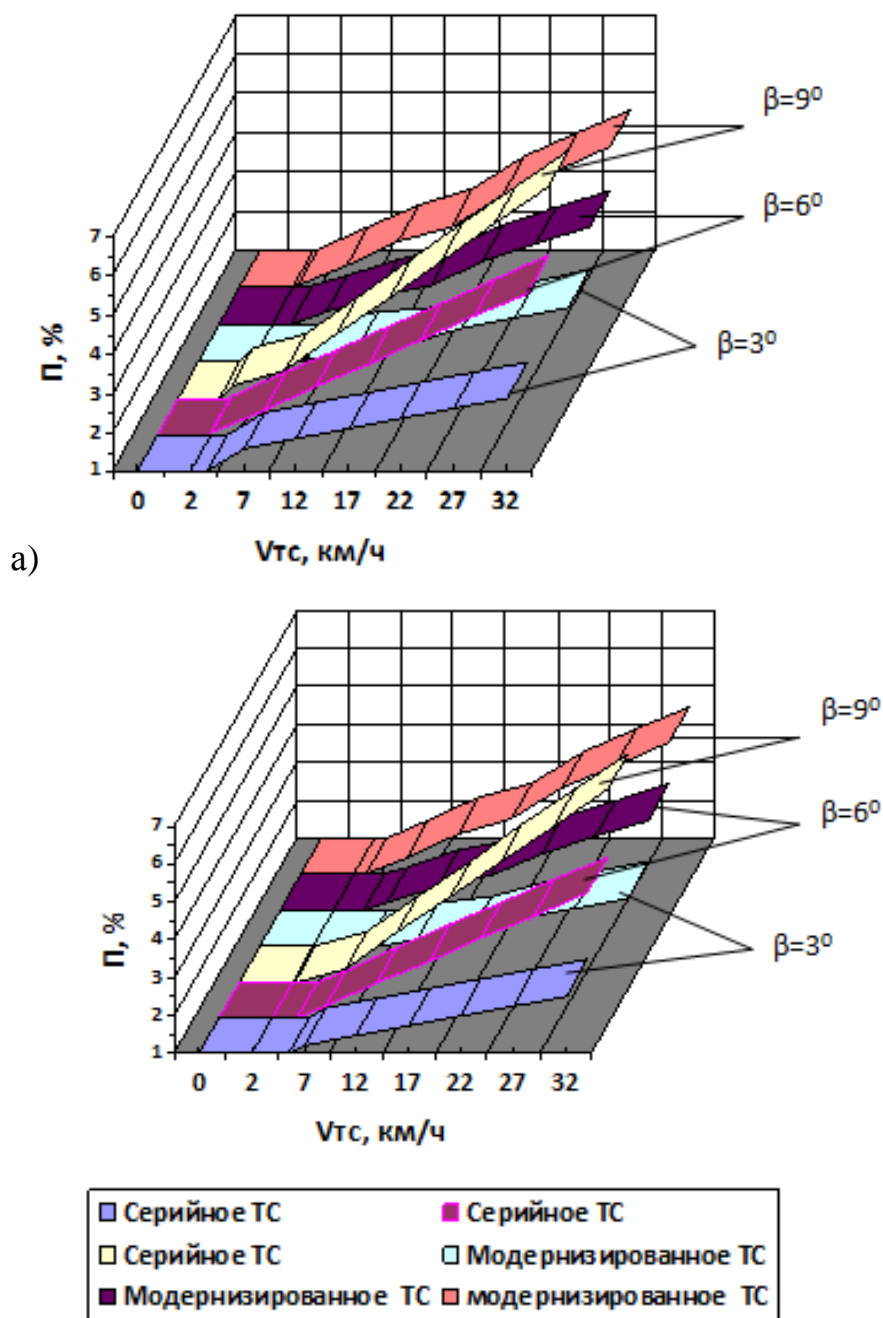 β=9⁰
β=6⁰
β=3⁰
7
6
5
4
3
2
1
П, %
0 2 7 12 17 22 27 32
Vтс, км/ч
а)
β=9⁰
β=6⁰
β=3⁰
7
6
5
4
3
2
1
П, %
0 2 7 12 17 22 27 32
Vтс, км/ч
Серийное ТС Серийное ТС
Серийное ТС Модернизированное ТС
Модернизированное ТС модернизированное ТС